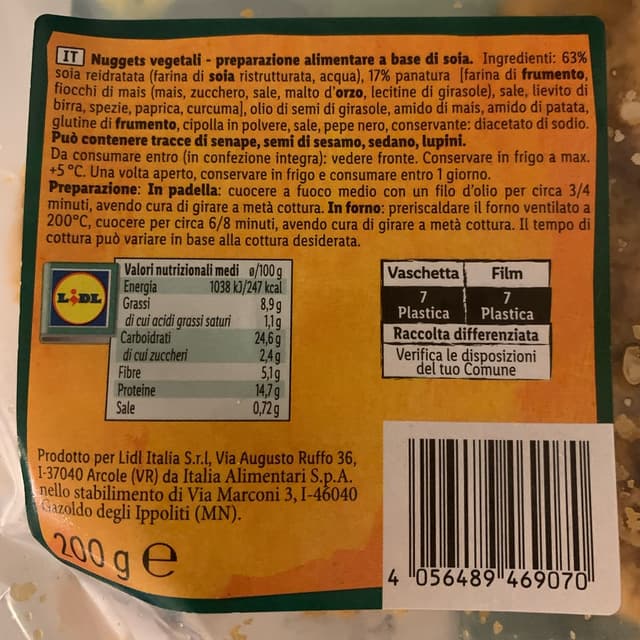 IT Nuggets vegetali - preparazione alimentare a base di soia. Ingredienti: 63%
soia reidratata (farina di soia ristrutturata, acqua), 17% panatura [farina di frumento,
fiocchi di mais (mais, zucchero, sale, malto d'orzo, lecitine di girasole), sale, lievito di
birra, spezie, paprica, curcuma], olio di semi di girasole, amido di mais, amido di patata,
glutine di frumento, cipolla in polvere, sale, pepe nero, conservante: diacetato di sodio.
Può contenere tracce di senape, semi di sesamo, sedano, lupini.
Da consumare entro (in confezione integra): vedere fronte. Conservare in frigo a max.
+5 °C. Una volta aperto, conservare in frigo e consumare entro 1 giorno.
Preparazione: In padella: cuocere a fuoco medio con un filo d'olio per circa 3/4
minuti, avendo cura di girare a metà cottura. In forno: preriscaldare il forno ventilato a
200°C, cuocere per circa 6/8 minuti, avendo cura di girare a metà cottura. Il tempo di
cottura può variare in base alla cottura desiderata.
LIDL
Valori nutrizionali medi ø/100 g
Energia 1038 kJ/247 kcal
Grassi 8,9 g
di cui acidi grassi saturi 1,1 g
Carboidrati 24,6 g
di cui zuccheri 2,4 g
Fibre 5,1 g
Proteine 14,7 g
Sale 0,72 g
Vaschetta Film
7 7
Plastica Plastica
Raccolta differenziata
Verifica le disposizioni
del tuo Comune
Prodotto per Lidl Italia S.r.l, Via Augusto Ruffo 36,
I-37040 Arcole (VR) da Italia Alimentari S.p.A.
nello stabilimento di Via Marconi 3, I-46040
Gazoldo degli Ippoliti (MN).
200 g e
4 056489 469070